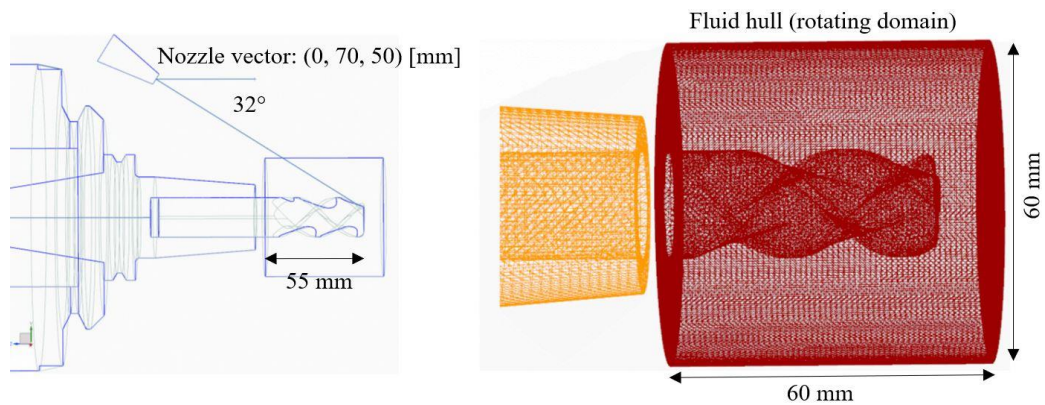 Nozzle vector: (0, 70, 50) [mm]
32°
55 mm
Fluid hull (rotating domain)
60 mm
60 mm